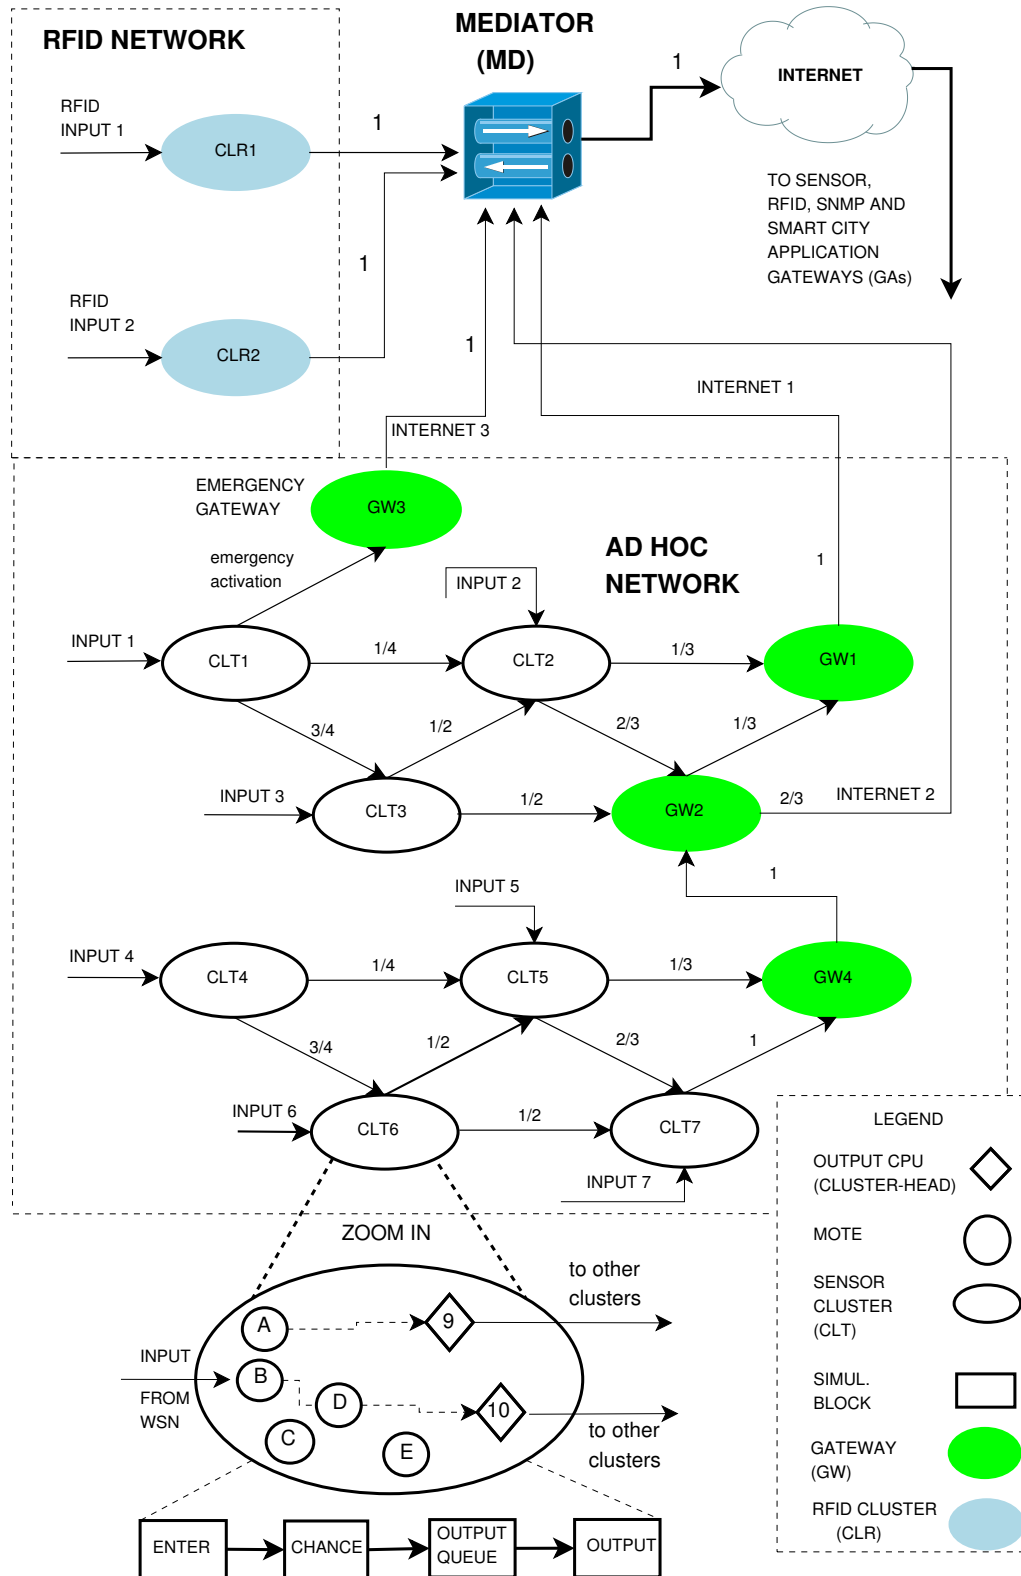 RFID NETWORK
MEDIATOR
(MD)
1
INTERNET
RFID
INPUT 1
CLR1
1
TO SENSOR,
RFID, SNMP AND
SMART CITY
APPLICATION
GATEWAYS (GAs)
1
RFID
INPUT 2
CLR2
1
INTERNET 1
INTERNET 3
EMERGENCY
GATEWAY
GW3
emergency
activation
AD HOC
NETWORK
1
INPUT 2
INPUT 1
CLT1
1/4
CLT2
1/3
GW1
3/4
1/2
2/3
1/3
INPUT 3
CLT3
1/2
GW2
2/3
INTERNET 2
1
INPUT 5
INPUT 4
CLT4
1/4
CLT5
1/3
GW4
3/4
1/2
2/3
1
INPUT 6
CLT6
1/2
CLT7
INPUT 7
LEGEND
OUTPUT CPU
(CLUSTER-HEAD)
MOTE
SENSOR
CLUSTER
(CLT)
SIMUL.
BLOCK
GATEWAY
(GW)
RFID CLUSTER
(CLR)
ZOOM IN
to other
clusters
A
9
INPUT
FROM
WSN
B
D
10
C
E
to other
clusters
ENTER
CHANCE
OUTPUT
QUEUE
OUTPUT